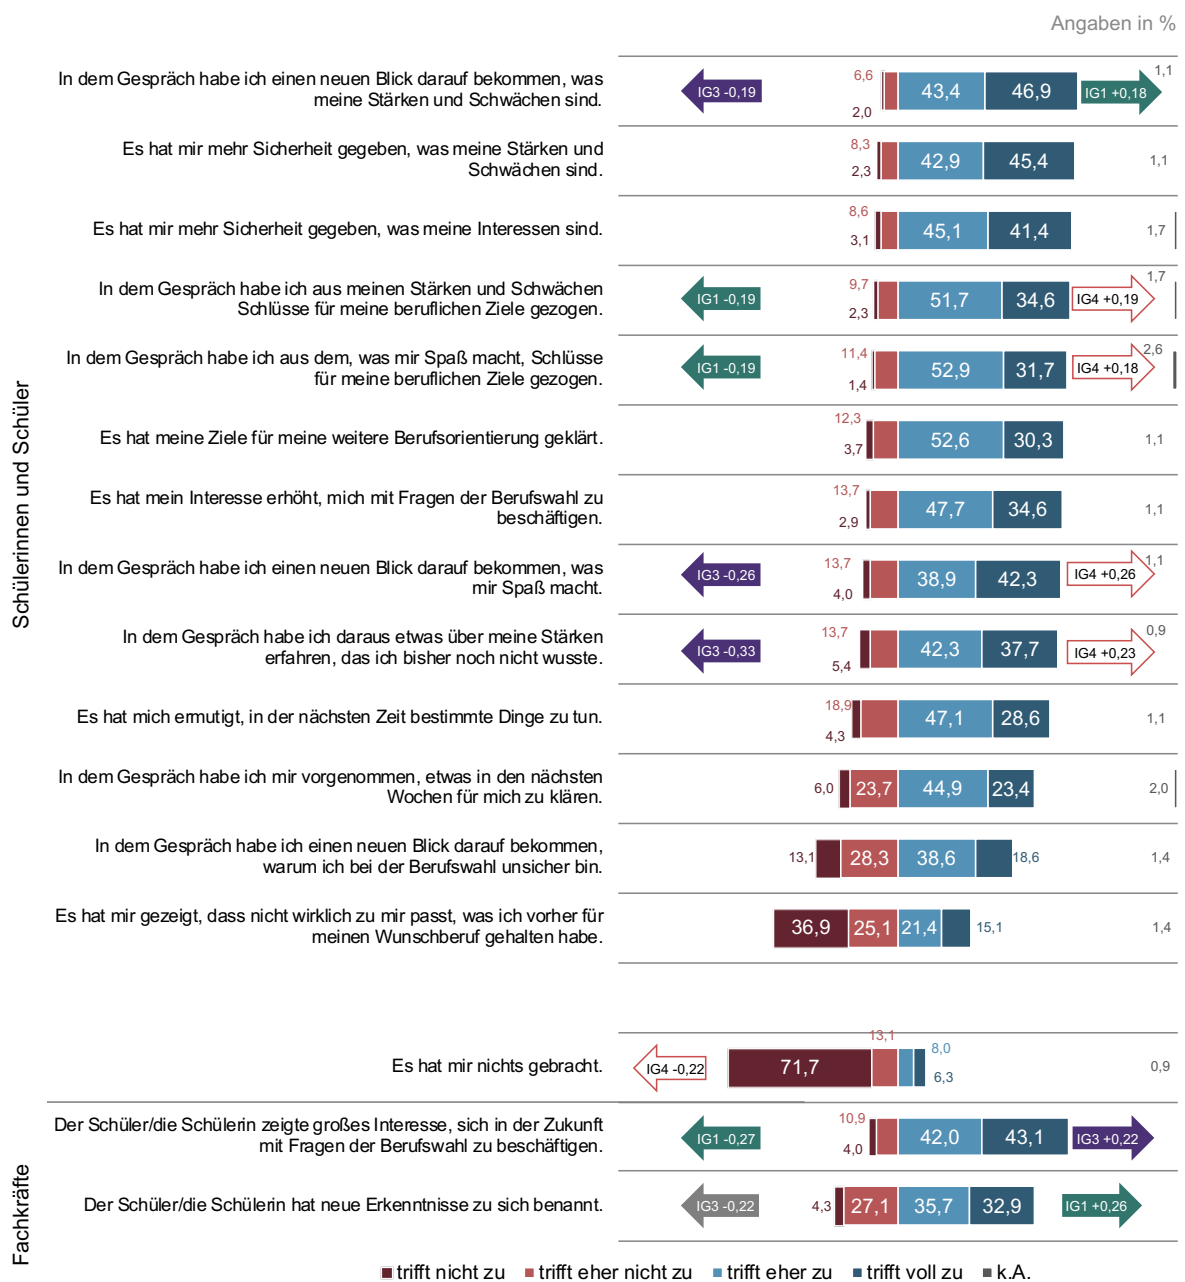 Angaben in %
Schülerinnen und Schüler
In dem Gespräch habe ich einen neuen Blick darauf bekommen, was
meine Stärken und Schwächen sind.
IG3 -0,19
6,6
2,0
43,4
46,9
IG1 +0,18
1,1
Es hat mir mehr Sicherheit gegeben, was meine Stärken und
Schwächen sind.
8,3
2,3
42,9
45,4
1,1
Es hat mir mehr Sicherheit gegeben, was meine Interessen sind.
8,6
3,1
45,1
41,4
1,7
In dem Gespräch habe ich aus meinen Stärken und Schwächen
Schlüsse für meine beruflichen Ziele gezogen.
IG1 -0,19
9,7
2,3
51,7
34,6
IG4 +0,19
1,7
In dem Gespräch habe ich aus dem, was mir Spaß macht, Schlüsse
für meine beruflichen Ziele gezogen.
IG1 -0,19
11,4
1,4
52,9
31,7
IG4 +0,18
2,6
Es hat meine Ziele für meine weitere Berufsorientierung geklärt.
12,3
3,7
52,6
30,3
1,1
Es hat mein Interesse erhöht, mich mit Fragen der Berufswahl zu
beschäftigen.
13,7
2,9
47,7
34,6
1,1
In dem Gespräch habe ich einen neuen Blick darauf bekommen, was
mir Spaß macht.
IG3 -0,26
13,7
4,0
38,9
42,3
IG4 +0,26
1,1
In dem Gespräch habe ich daraus etwas über meine Stärken
erfahren, das ich bisher noch nicht wusste.
IG3 -0,33
13,7
5,4
42,3
37,7
IG4 +0,23
0,9
Es hat mich ermutigt, in der nächsten Zeit bestimmte Dinge zu tun.
18,9
4,3
47,1
28,6
1,1
In dem Gespräch habe ich mir vorgenommen, etwas in den nächsten
Wochen für mich zu klären.
6,0
23,7
44,9
23,4
2,0
In dem Gespräch habe ich einen neuen Blick darauf bekommen,
warum ich bei der Berufswahl unsicher bin.
13,1
28,3
38,6
18,6
1,4
Es hat mir gezeigt, dass nicht wirklich zu mir passt, was ich vorher für
meinen Wunschberuf gehalten habe.
36,9
25,1
21,4
15,1
1,4
Es hat mir nichts gebracht.
IG4 -0,22
71,7
13,1
8,0
6,3
0,9
Fachkräfte
Der Schüler/die Schülerin zeigte großes Interesse, sich in der Zukunft
mit Fragen der Berufswahl zu beschäftigen.
IG1 -0,27
10,9
4,0
42,0
43,1
IG3 +0,22
Der Schüler/die Schülerin hat neue Erkenntnisse zu sich benannt.
IG3 -0,22
4,3
27,1
35,7
32,9
IG1 +0,26
trifft nicht zu
trifft eher nicht zu
trifft eher zu
trifft voll zu
k.A.